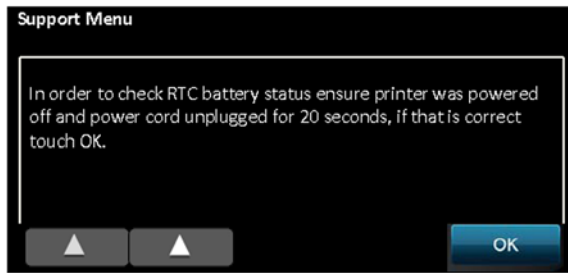 Support Menu
In order to check RTC battery status ensure printer was powered
off and power cord unplugged for 20 seconds, if that is correct
touch OK.
OK